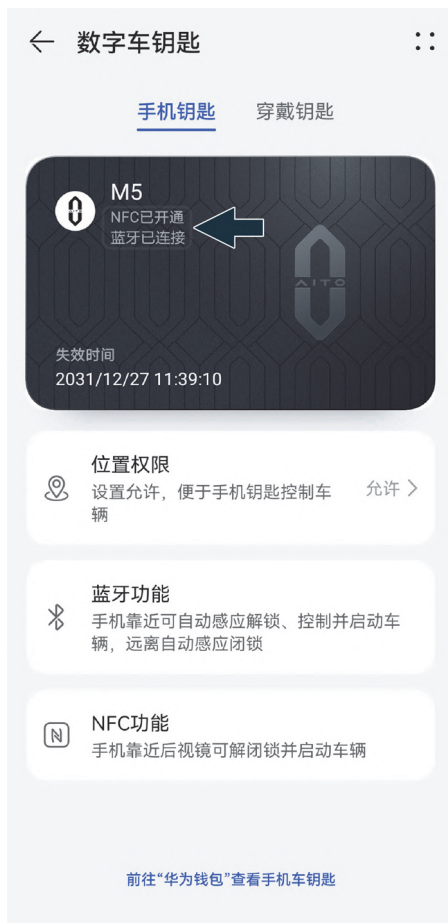 数字车钥匙
手机钥匙 穿戴钥匙
M5
NFC已开通
蓝牙已连接
AITO
失效时间
2031/12/27 11:39:10
位置权限
设置允许，便于手机钥匙控制车
辆
允许
蓝牙功能
手机靠近可自动感应解锁、控制并启动车
辆，远离自动感应闭锁
NFC功能
手机靠近后视镜可解闭锁并启动车辆
前往“华为钱包”查看手机车钥匙